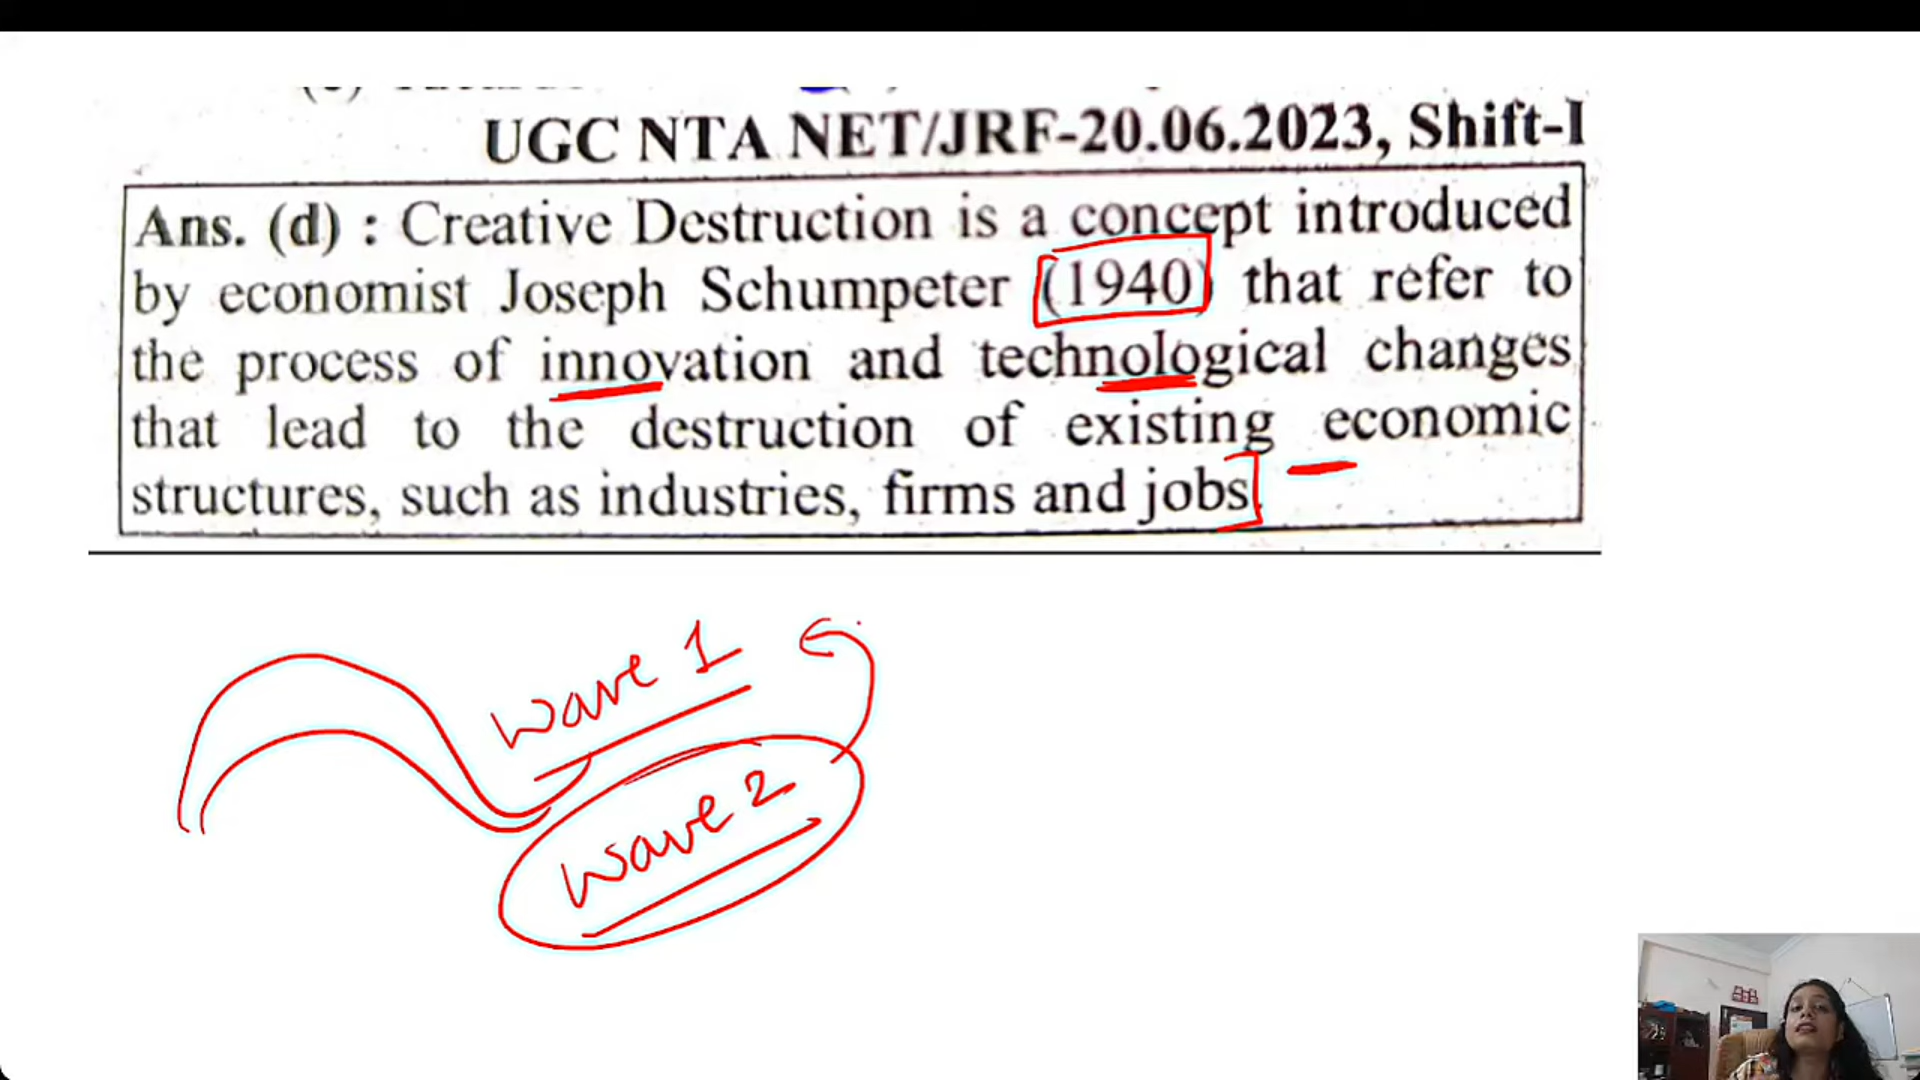 UGC NTA NET/JRF-20.06.2023, Shift-I
Ans. (d) : Creative Destruction is a concept introduced
by economist Joseph Schumpeter (1940) that refer to
the process of innovation and technological changes
that lead to the destruction of existing economic
structures, such as industries, firms and jobs
wave 1
wave 2